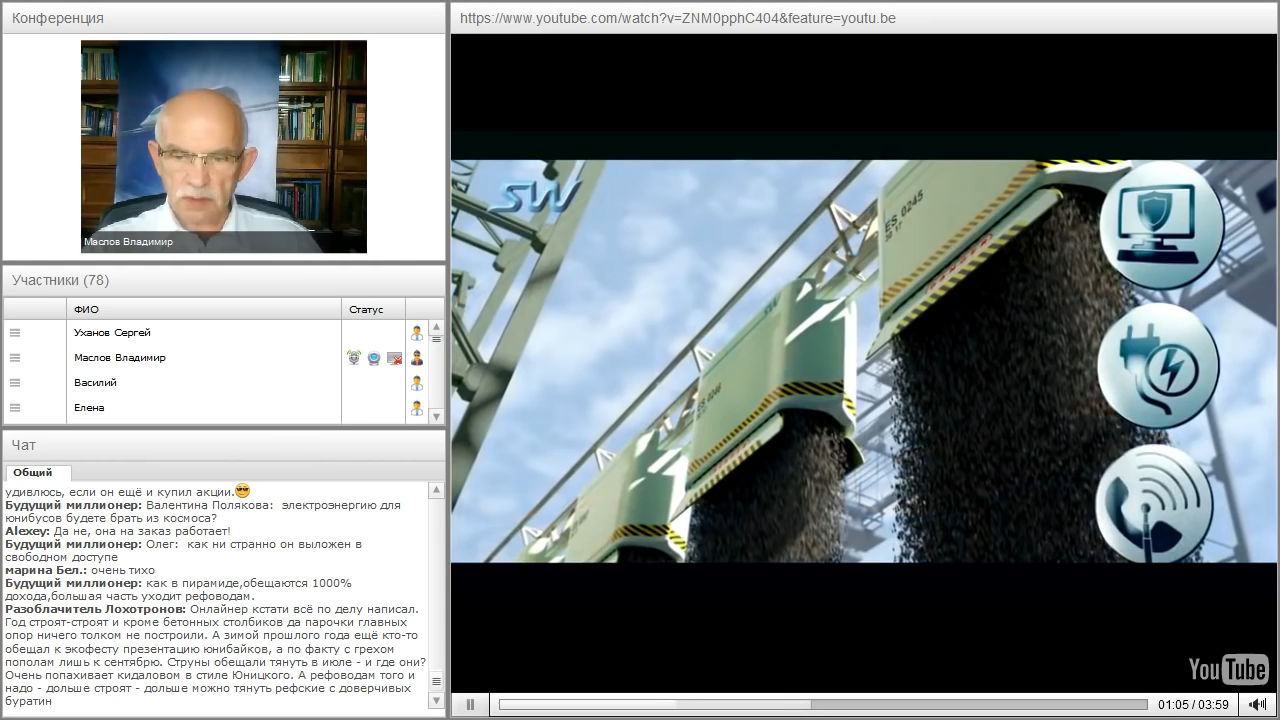 Конференция
Маслов Владимир
Участники (78)
ФИО Статус
Уханов Сергей
Маслов Владимир
Василий
Елена
Чат
Общий
удивлюсь, если он ещё и купил акции.
Будущий миллионер: Валентина Полякова: электроэнергию для
юнибусов будете брать из космоса?
Alexey: Да не, она на заказ работает!
Будущий миллионер: Олег: как ни странно он выложен в
свободном доступе
марина Бел.: очень тихо
Будущий миллионер: как в пирамиде,обещаются 1000%
дохода,большая часть уходит рефоводам.
Разоблачитель Лохотронов: Онлайнер кстати всё по делу написал.
Год строят-строят и кроме бетонных столбиков да парочки главных
опор ничего толком не построили. А зимой прошлого года ещё кто-то
обещал к экофесту презентацию юнибайков, а по факту с грехом
пополам лишь к сентябрю. Струны обещали тянуть в июле - и где они?
Очень попахивает кидаловом в стиле Юницкого. А рефоводам того и
надо - дольше строят - дольше можно тянуть рефские с доверчивых
буратин
https://www.youtube.com/watch?v=ZNM0pphC404&feature=youtu.be
SW
ES 0245
ES 0246
YouTube
01:05 / 03:59